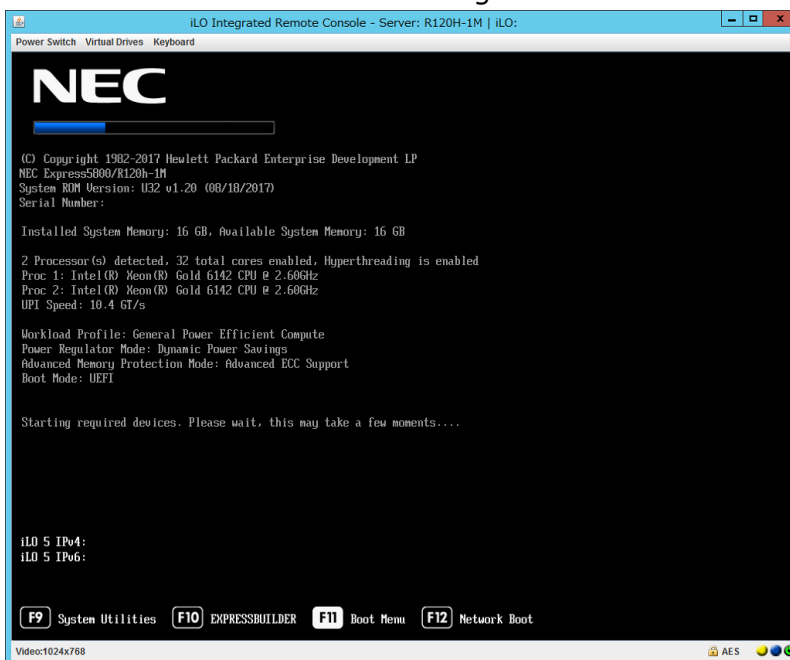 iLO Integrated Remote Console - Server: R120H-1M | iLO:
Power Switch Virtual Drives Keyboard
NEC
(C) Copyright 1982-2017 Hewlett Packard Enterprise Development LP
NEC Express5800/R120h-1M
System ROM Version: U32 v1.20 (08/18/2017)
Serial Number:
Installed System Memory: 16 GB, Available System Memory: 16 GB
2 Processor(s) detected, 32 total cores enabled, Hyperthreading is enabled
Proc 1: Intel(R) Xeon(R) Gold 6142 CPU @ 2.60GHz
Proc 2: Intel(R) Xeon(R) Gold 6142 CPU @ 2.60GHz
UPI Speed: 10.4 GT/s
Workload Profile: General Power Efficient Compute
Power Regulator Mode: Dynamic Power Savings
Advanced Memory Protection Mode: Advanced ECC Support
Boot Mode: UEFI
Starting required devices. Please wait, this may take a few moments....
iLO 5 IPv4:
iLO 5 IPv6:
F9 System Utilities F10 EXPRESSBUILDER F11 Boot Menu F12 Network Boot
Video:1024x768 AES